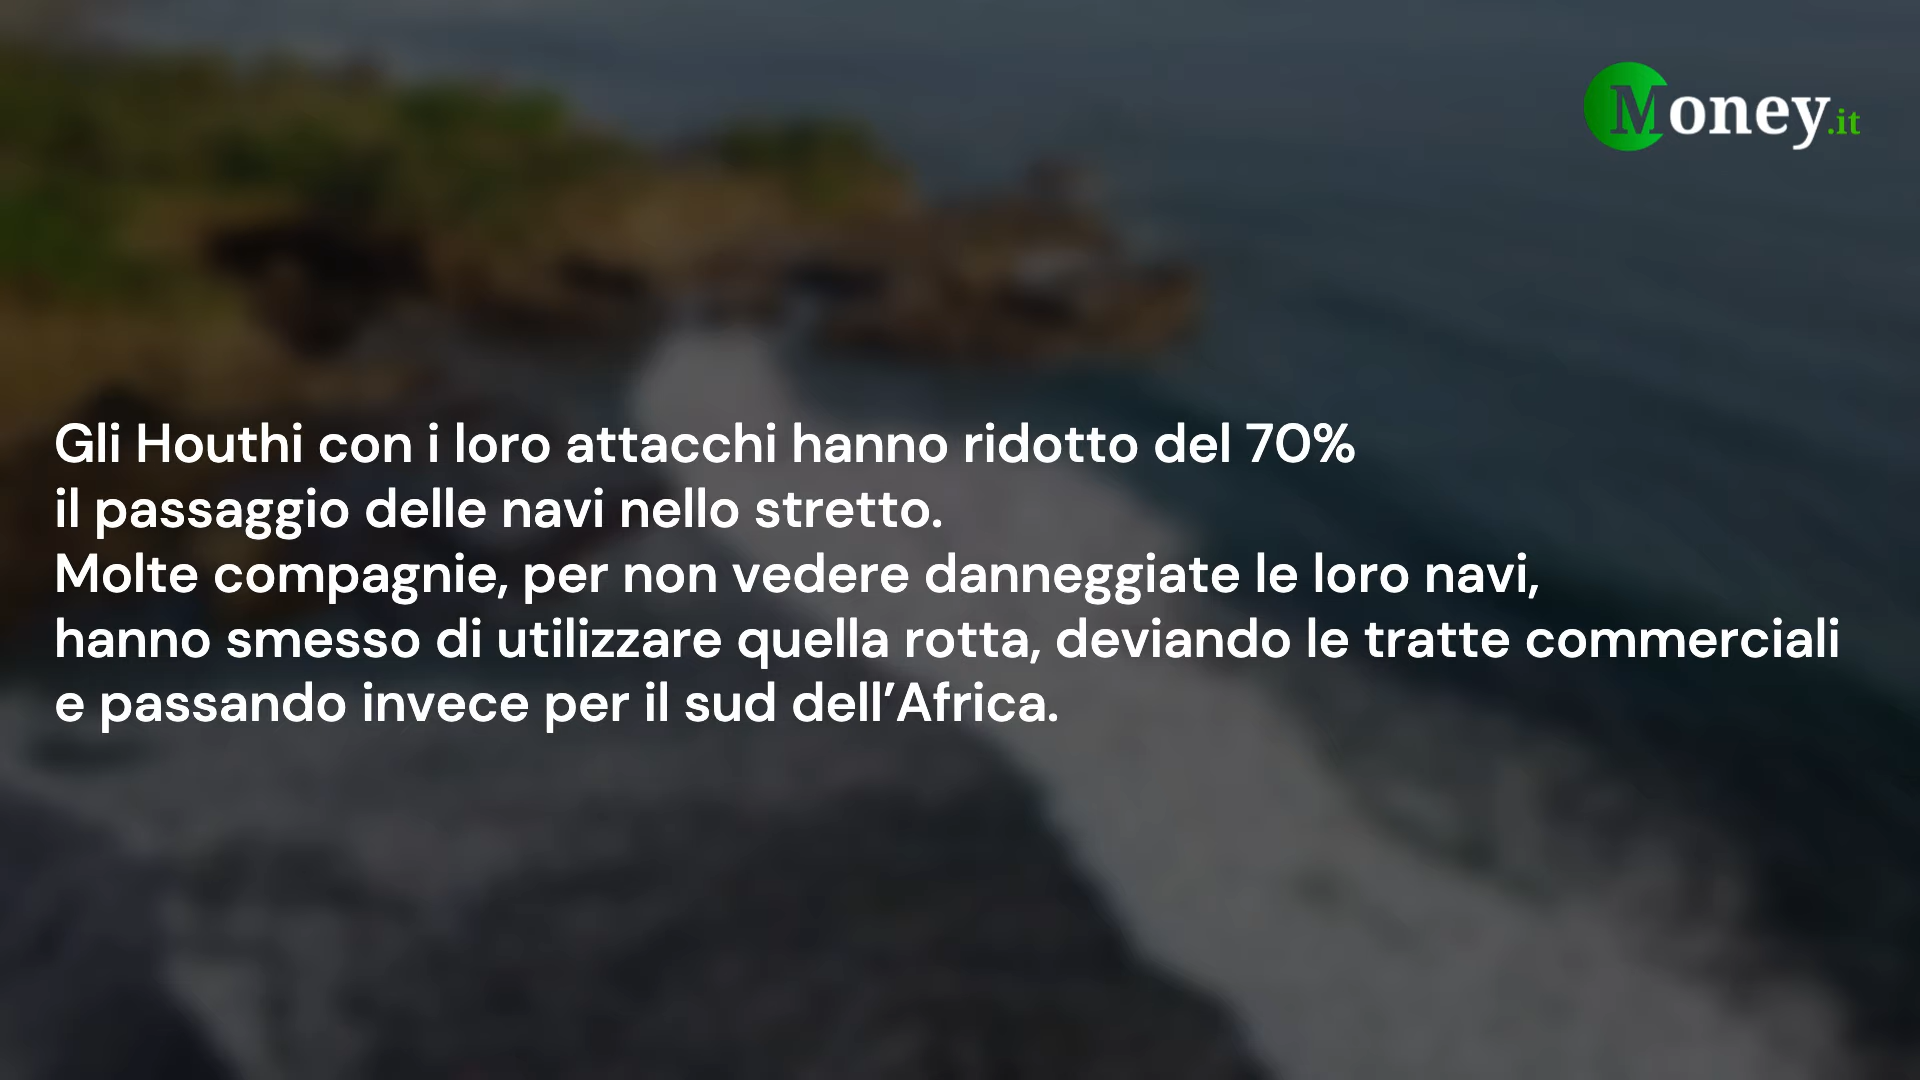 Money.it
Gli Houthi con i loro attacchi hanno ridotto del 70%
il passaggio delle navi nello stretto.
Molte compagnie, per non vedere danneggiate le loro navi,
hanno smesso di utilizzare quella rotta, deviando le tratte commerciali
e passando invece per il sud dell’Africa.